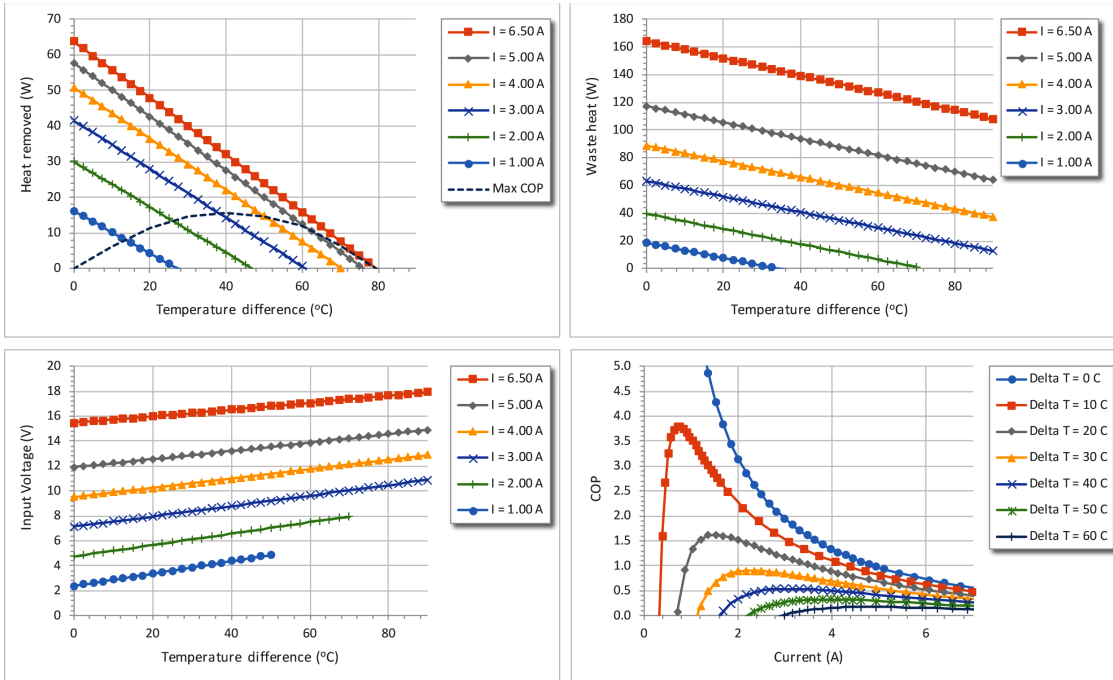 Heat removed (W)
70
60
50
40
30
20
10
0
0 20 40 60 80
Temperature difference (°C)
I = 6.50 A
I = 5.00 A
I = 4.00 A
I = 3.00 A
I = 2.00 A
I = 1.00 A
Max COP
Waste heat (W)
180
160
140
120
100
80
60
40
20
0
0 20 40 60 80
Temperature difference (°C)
I = 6.50 A
I = 5.00 A
I = 4.00 A
I = 3.00 A
I = 2.00 A
I = 1.00 A
Input Voltage (V)
20
18
16
14
12
10
8
6
4
2
0
0 20 40 60 80
Temperature difference (°C)
I = 6.50 A
I = 5.00 A
I = 4.00 A
I = 3.00 A
I = 2.00 A
I = 1.00 A
COP
5.0
4.5
4.0
3.5
3.0
2.5
2.0
1.5
1.0
0.5
0.0
0 2 4 6
Current (A)
Delta T = 0 C
Delta T = 10 C
Delta T = 20 C
Delta T = 30 C
Delta T = 40 C
Delta T = 50 C
Delta T = 60 C